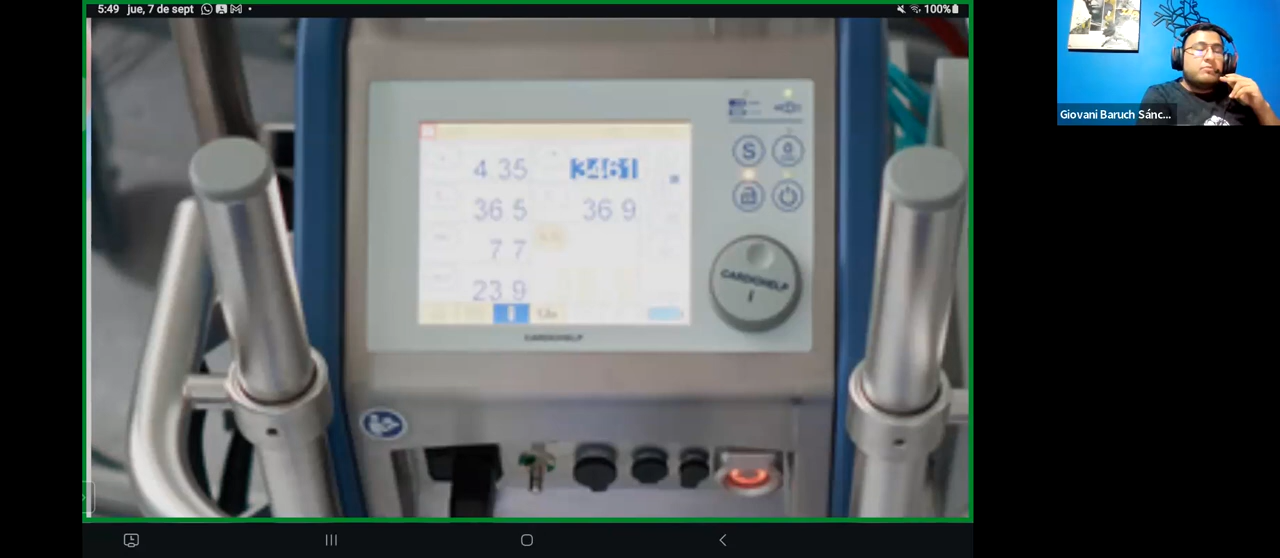 5:49 jue, 7 de sept
100%
4.35 3461
36.5 36.9
7.7
23.9
S
CARDIOHELP
i
CARDIOHELP
Giovani Baruch Sánc...